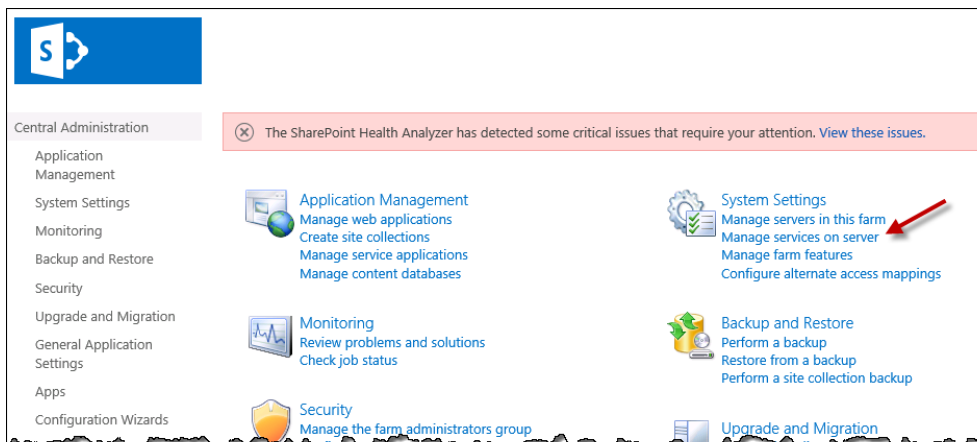 S
Central Administration
Application
Management
System Settings
Monitoring
Backup and Restore
Security
Upgrade and Migration
General Application
Settings
Apps
Configuration Wizards
The SharePoint Health Analyzer has detected some critical issues that require your attention. View these issues.
Application Management
Manage web applications
Create site collections
Manage service applications
Manage content databases
System Settings
Manage servers in this farm
Manage services on server
Manage farm features
Configure alternate access mappings
Monitoring
Review problems and solutions
Check job status
Backup and Restore
Perform a backup
Restore from a backup
Perform a site collection backup
Security
Manage the farm administrators group
Upgrade and Migration